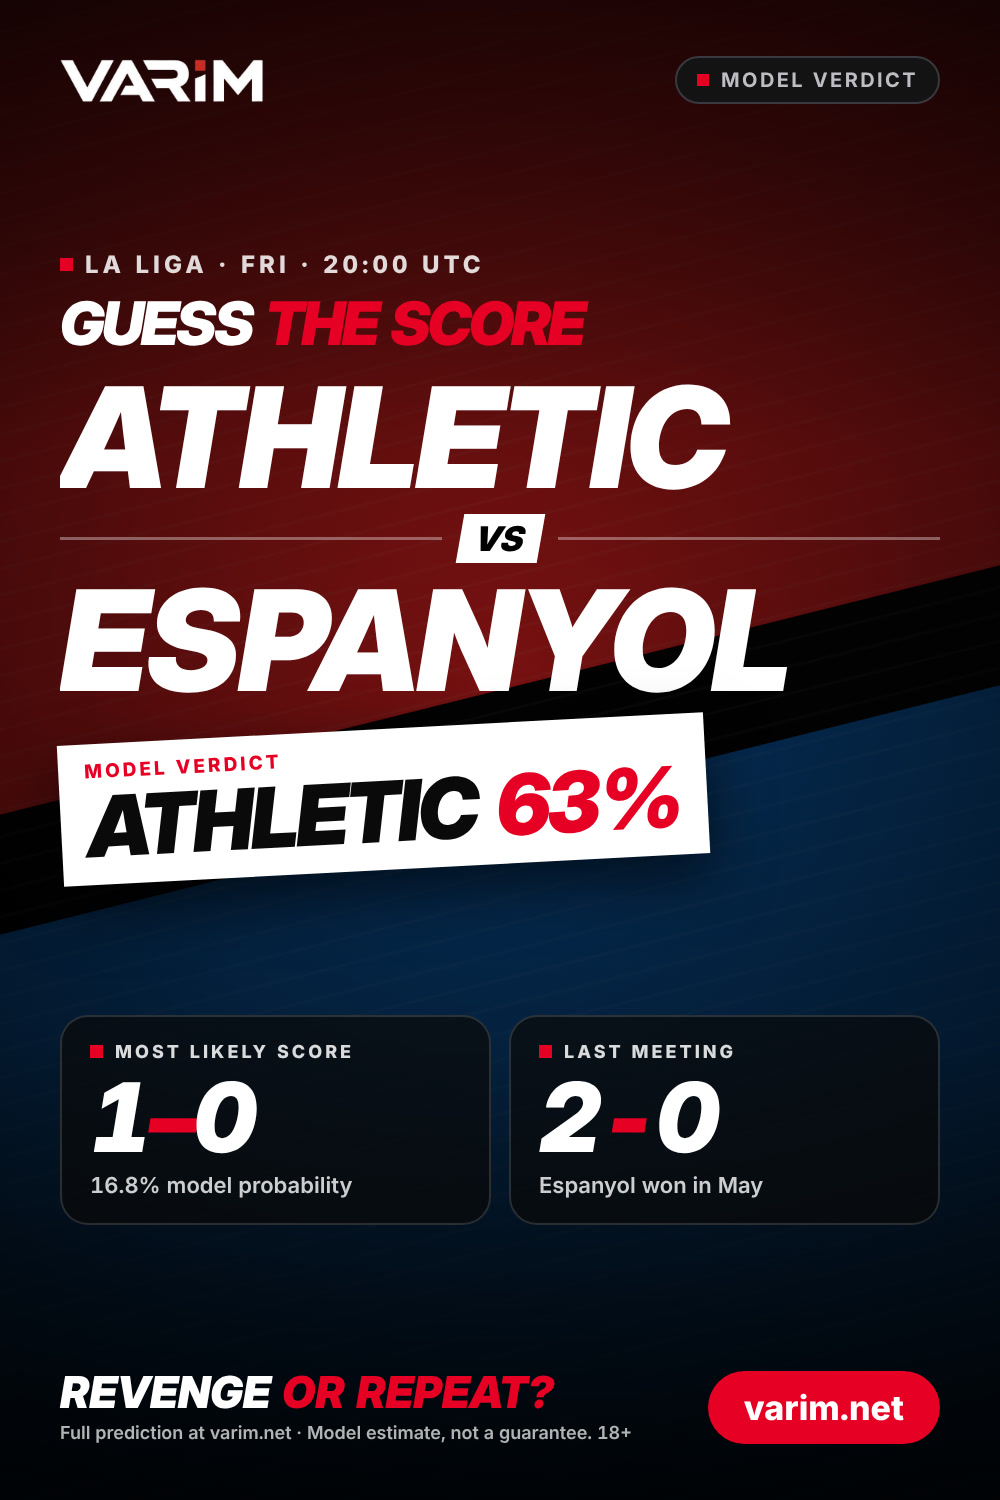 VARiM
MODEL VERDICT
LA LIGA · FRI · 20:00 UTC
GUESS THE SCORE
ATHLETIC
VS
ESPANYOL
MODEL VERDICT
ATHLETIC 63%
MOST LIKELY SCORE
1–0
16.8% model probability
LAST MEETING
2-0
Espanyol won in May
REVENGE OR REPEAT?
Full prediction at varim.net · Model estimate, not a guarantee. 18+
varim.net